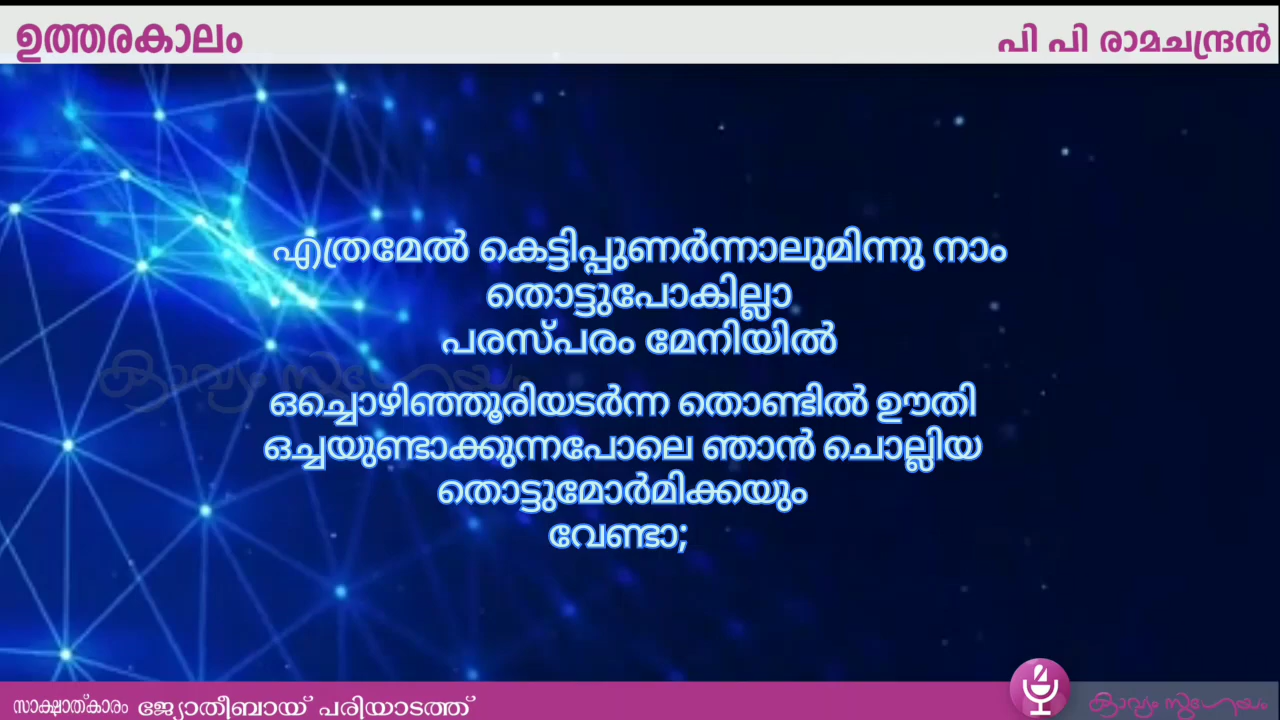 ഉത്തരകാലം
പി പി രാമചന്ദ്രൻ
എത്രമേൽ കെട്ടിപ്പുണർന്നാലുമിന്നു നാം
തൊട്ടുപോകില്ലാ
പരസ്പരം മേനിയിൽ
കാവ്യം സുഗേയം
ഒച്ചൊഴിഞ്ഞൂരിയടർന്ന തൊണ്ടിൽ ഊതി
ഒച്ചയുണ്ടാക്കുന്നപോലെ ഞാൻ ചൊല്ലിയ
തൊട്ടുമോർമിക്കയും
വേണ്ടാ;
സാക്ഷാത്കാരം ജ്യോതീബായ് പരിയാടത്ത്
കാവ്യം സുഗേയം